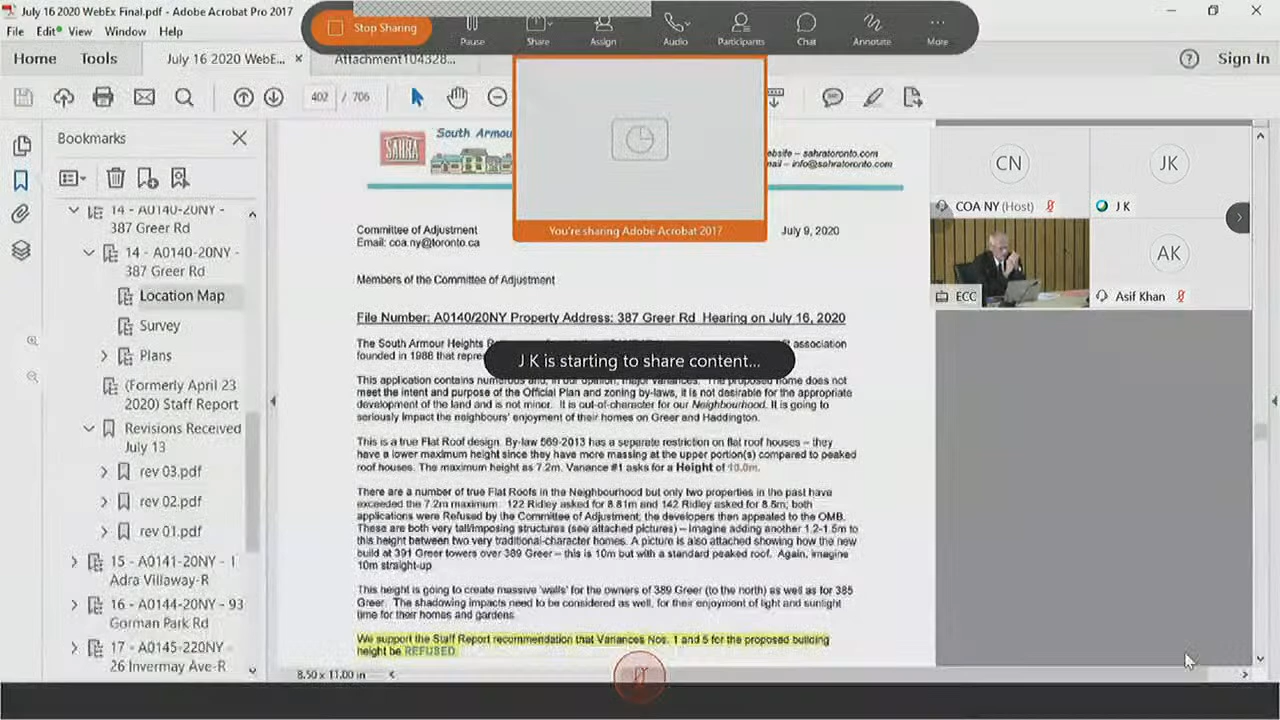 July 16 2020 WebEx Final.pdf - Adobe Acrobat Pro 2017
File Edit View Window Help
Stop Sharing
Pause Share Assign Audio Participants Chat Annotate More
Home Tools July 16 2020 WebE... × Attachment104328... Sign In
402 / 706
Bookmarks
14 - A0140-20NY -
387 Greer Rd
14 - A0140-20NY -
387 Greer Rd
Location Map
Survey
Plans
(Formerly April 23
2020) Staff Report
Revisions Received
July 13
rev 03.pdf
rev 02.pdf
rev 01.pdf
15 - A0141-20NY - 1
Adra Villaway-R
16 - A0144-20NY - 93
Gorman Park Rd
17 - A0145-220NY -
26 Invermay Ave-R
SAHRA
South Armou
ebsite – sahratoronto.com
mail – info@sahratoronto.com
You're sharing Adobe Acrobat 2017
Committee of Adjustment July 9, 2020
Email: coa.ny@toronto.ca
Members of the Committee of Adjustment
File Number: A0140/20NY Property Address: 387 Greer Rd Hearing on July 16, 2020
The South Armour Heights association
founded in 1986 that repre
J K is starting to share content...
This application contains numerous and, in our opinion, major variances. The proposed home does not
meet the intent and purpose of the Official Plan and zoning by-laws, it is not desirable for the appropriate
development of the land and is not minor. It is out-of-character for our Neighbourhood. It is going to
seriously impact the neighbours' enjoyment of their homes on Greer and Haddington.
This is a true Flat Roof design. By-law 569-2013 has a separate restriction on flat roof houses – they
have a lower maximum height since they have more massing at the upper portion(s) compared to peaked
roof houses. The maximum height as 7.2m. Variance #1 asks for a Height of 10.0m.
There are a number of true Flat Roofs in the Neighbourhood but only two properties in the past have
exceeded the 7.2m maximum. 122 Ridley asked for 8.81m and 142 Ridley asked for 8.5m; both
applications were Refused by the Committee of Adjustment; the developers then appealed to the OMB.
These are both very tall/imposing structures (see attached pictures) – Imagine adding another 1.2-1.5m to
this height between two very traditional-character homes. A picture is also attached showing how the new
build at 391 Greer towers over 389 Greer – this is 10m but with a standard peaked roof. Again, imagine
10m straight-up
This height is going to create massive 'walls' for the owners of 389 Greer (to the north) as well as for 385
Greer. The shadowing impacts need to be considered as well, for their enjoyment of light and sunlight
time for their homes and gardens
We support the Staff Report recommendation that Variances Nos. 1 and 5 for the proposed building
height be REFUSED
8.50 x 11.00 in
CN
COA NY (Host)
JK
J K
ECC
AK
Asif Khan